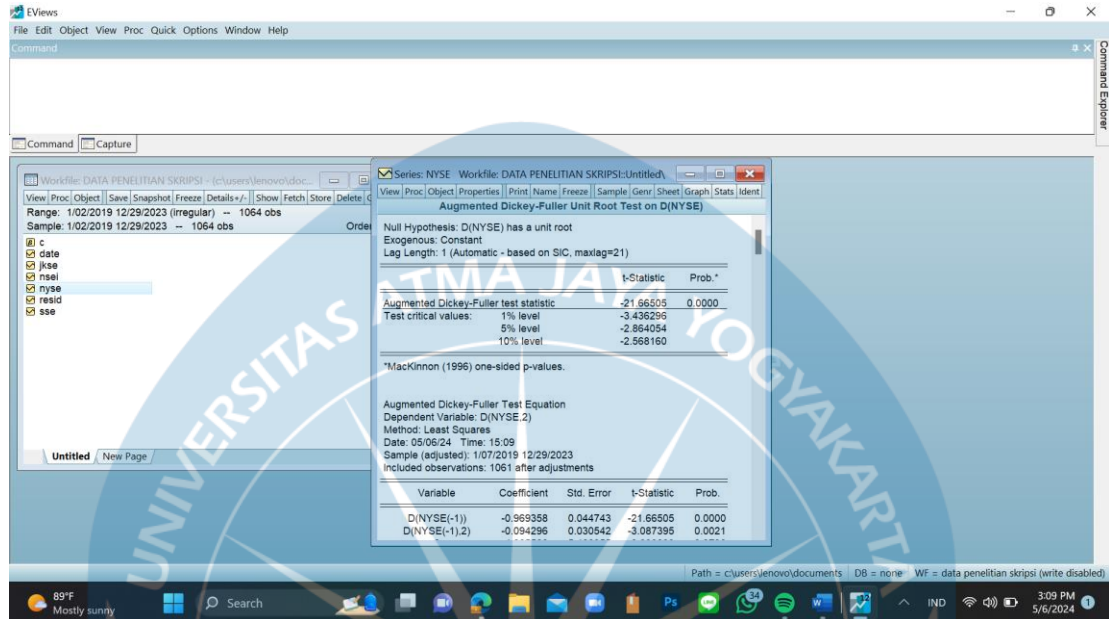 EViews
File Edit Object View Proc Quick Options Window Help
Command
Command Explorer
Command Capture
Workfile: DATA PENELITIAN SKRIPSI - (c:\users\lenovo\doc...
View Proc Object Save Snapshot Freeze Details+/- Show Fetch Store Delete
Range: 1/02/2019 12/29/2023 (irregular) -- 1064 obs
Sample: 1/02/2019 12/29/2023 -- 1064 obs Order
c
date
jkse
nsei
nyse
resid
sse
Untitled New Page
Series: NYSE Workfile: DATA PENELITIAN SKRIPSI::Untitled\
View Proc Object Properties Print Name Freeze Sample Genr Sheet Graph Stats Ident
Augmented Dickey-Fuller Unit Root Test on D(NYSE)
Null Hypothesis: D(NYSE) has a unit root
Exogenous: Constant
Lag Length: 1 (Automatic - based on SIC, maxlag=21)
t-Statistic Prob.*
Augmented Dickey-Fuller test statistic -21.66505 0.0000
Test critical values: 1% level -3.436296
5% level -2.864054
10% level -2.568160
*MacKinnon (1996) one-sided p-values.
Augmented Dickey-Fuller Test Equation
Dependent Variable: D(NYSE,2)
Method: Least Squares
Date: 05/06/24 Time: 15:09
Sample (adjusted): 1/07/2019 12/29/2023
Included observations: 1061 after adjustments
Variable Coefficient Std. Error t-Statistic Prob.
D(NYSE(-1)) -0.969358 0.044743 -21.66505 0.0000
D(NYSE(-1),2) -0.094296 0.030542 -3.087395 0.0021
UNIVERSITAS ATMA JAYA YOGYAKARTA
Path = c:\users\lenovo\documents DB = none WF = data penelitian skripsi (write disabled)
89°F
Mostly sunny
Search
Ps
34
12
IND
3:09 PM
5/6/2024
1